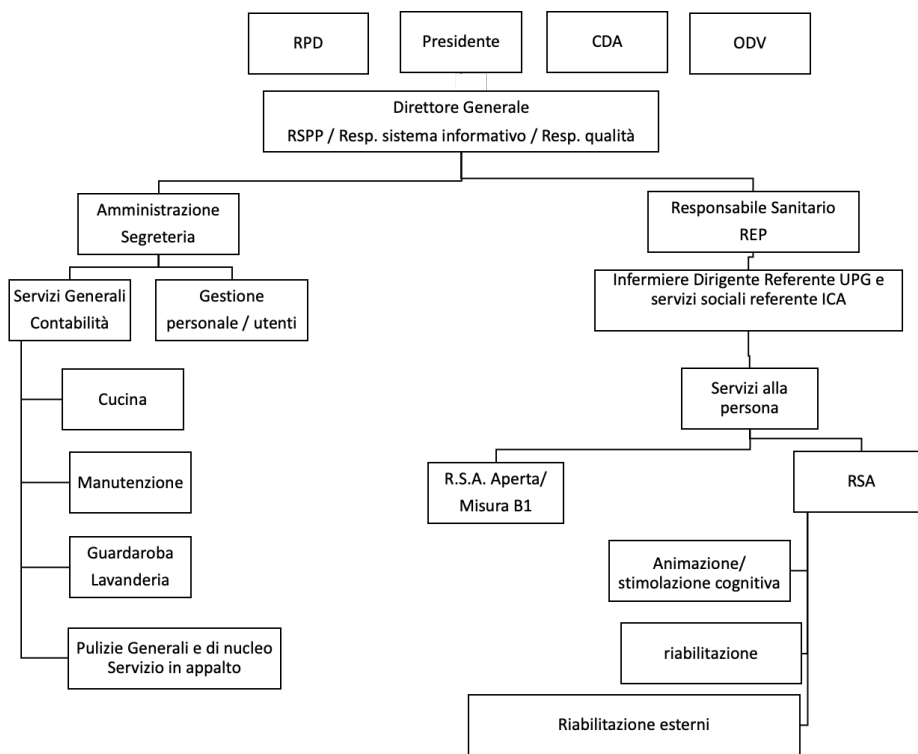 RPD
Presidente
CDA
ODV
Direttore Generale
RSPP / Resp. sistema informativo / Resp. qualità
Amministrazione
Segreteria
Responsabile Sanitario
REP
Servizi Generali
Contabilità
Gestione
personale / utenti
Infermiere Dirigente Referente UPG e
servizi sociali referente ICA
Cucina
Servizi alla
persona
Manutenzione
R.S.A. Aperta/
Misura B1
RSA
Guardaroba
Lavanderia
Animazione/
stimolazione cognitiva
Pulizie Generali e di nucleo
Servizio in appalto
riabilitazione
Riabilitazione esterni